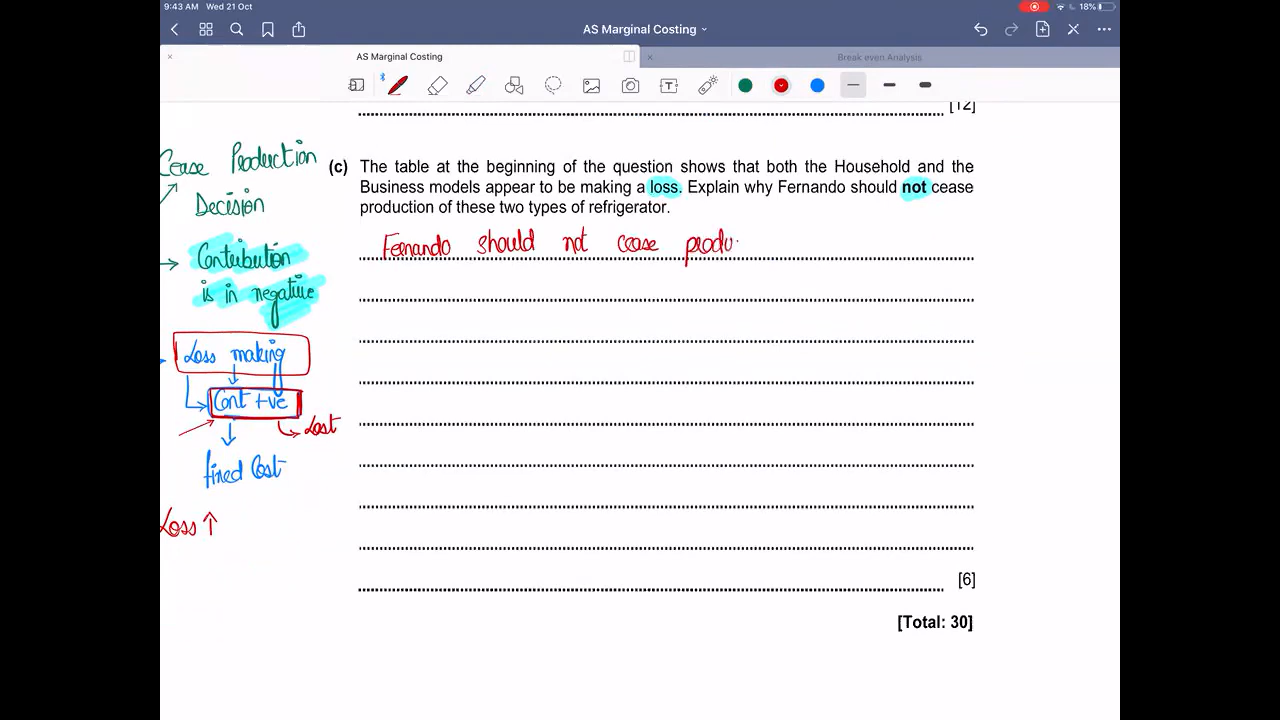 9:43 AM Wed 21 Oct
18%
AS Marginal Costing
AS Marginal Costing
Break even Analysis
[12]
Cease Production
Decision
Contribution
is in negative
Loss making
Cont +ve
Lost
fixed Cost
Loss ↑
(c) The table at the beginning of the question shows that both the Household and the
Business models appear to be making a loss. Explain why Fernando should not cease
production of these two types of refrigerator.
Fernando should not cease produ
[6]
[Total: 30]